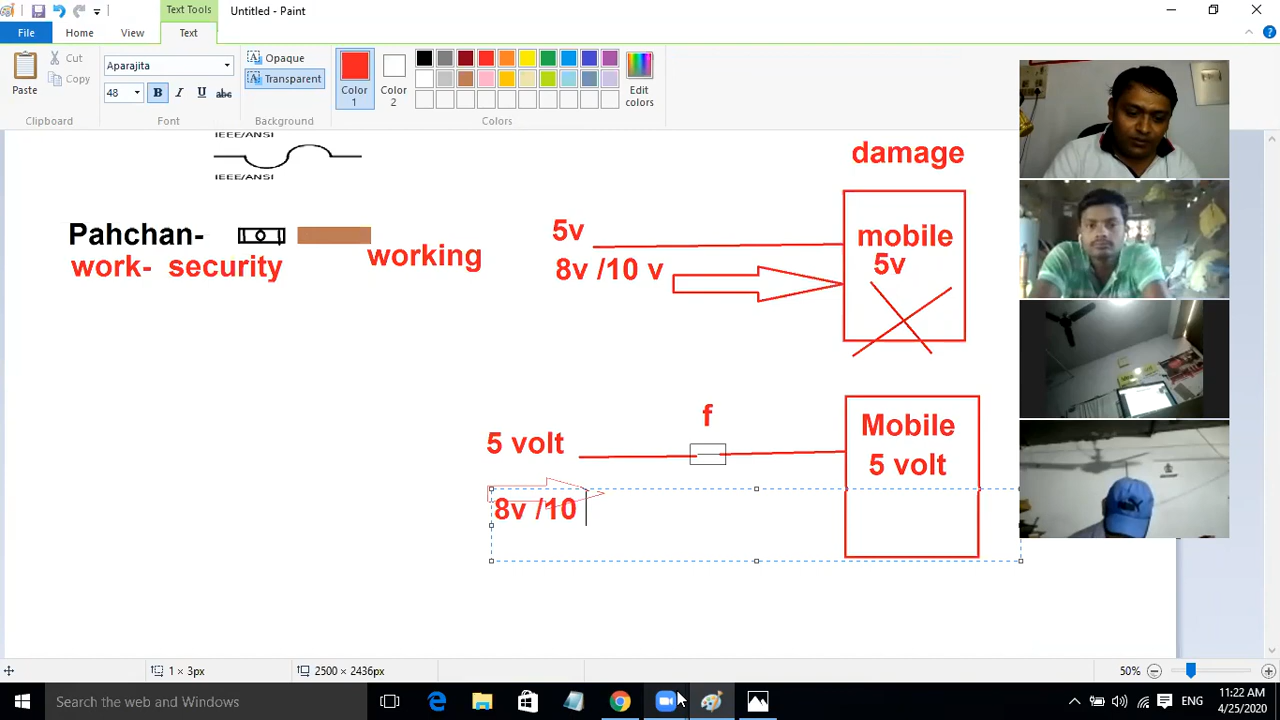 Text Tools
Untitled - Paint
File
Home
View
Text
Paste
Cut
Copy
Clipboard
Aparajita
48
B
I
U
abc
Font
Opaque
Transparent
Background
Color
1
Color
2
Edit
colors
Colors
IEEE/ANSI
IEEE/ANSI
Pahchan-
work- security
working
damage
5v
8v /10 v
mobile
5v
f
5 volt
8v /10
Mobile
5 volt
1 × 3px
2500 × 2436px
50%
Search the web and Windows
ENG
11:22 AM
4/25/2020